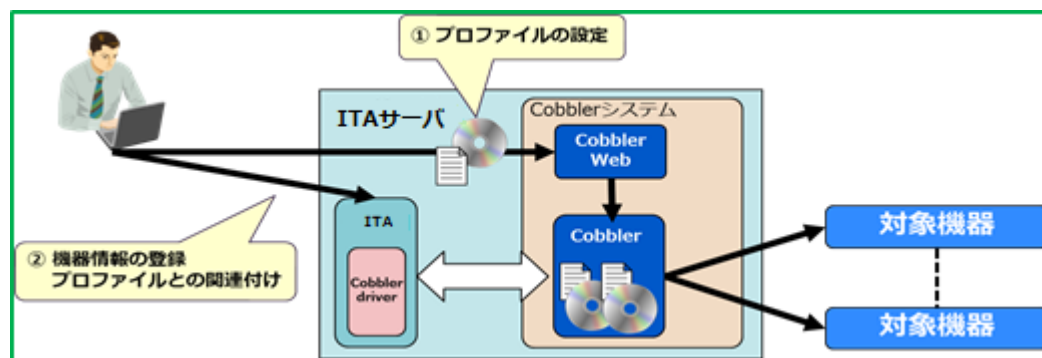 ① プロファイルの設定
ITAサーバ
Cobblerシステム
Cobbler
Web
ITA
Cobbler
対象機器
② 機器情報の登録
プロファイルとの関連付け
Cobbler
driver
対象機器